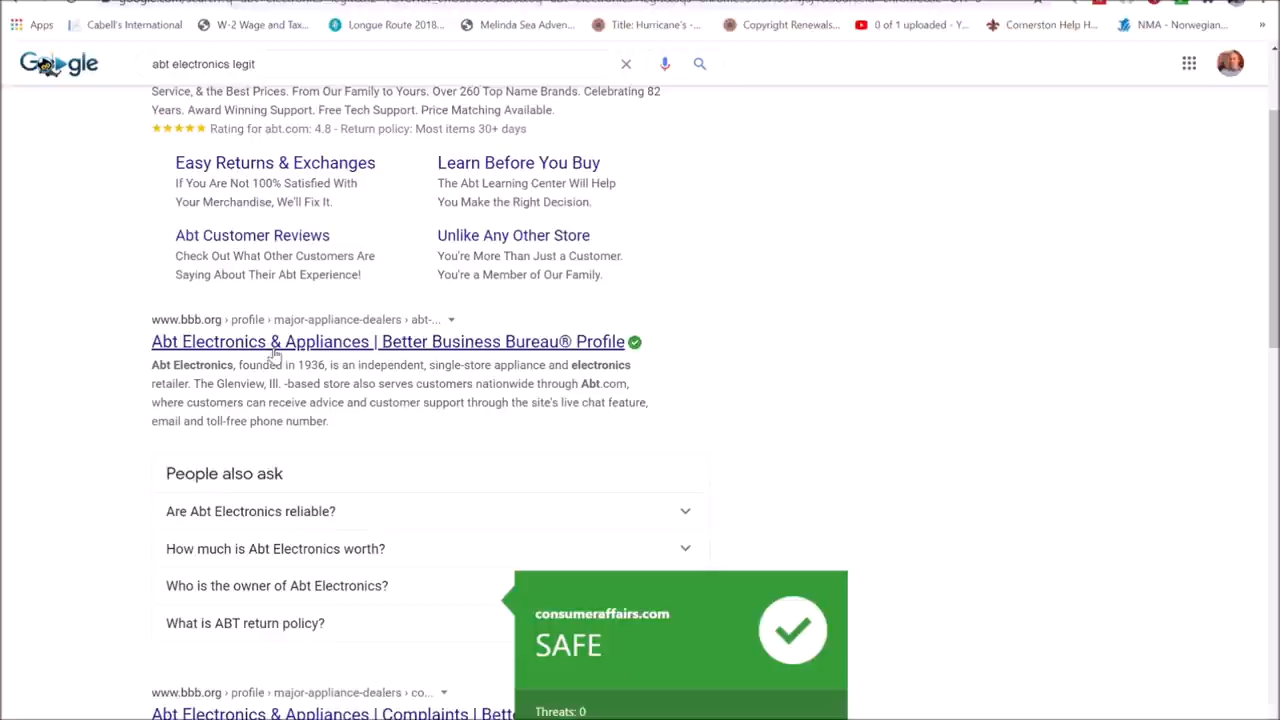 Apps Cabell's International W-2 Wage and Tax... Longue Route 2018... Melinda Sea Adven... Title: Hurricane's -... Copyright Renewals... 0 of 1 uploaded - Y... Cornerston Help H... NMA - Norwegian... »
Google abt electronics legit
Service, & the Best Prices. From Our Family to Yours. Over 260 Top Name Brands. Celebrating 82
Years. Award Winning Support. Free Tech Support. Price Matching Available.
Rating for abt.com: 4.8 - Return policy: Most items 30+ days
Easy Returns & Exchanges
If You Are Not 100% Satisfied With
Your Merchandise, We'll Fix It.
Learn Before You Buy
The Abt Learning Center Will Help
You Make the Right Decision.
Abt Customer Reviews
Check Out What Other Customers Are
Saying About Their Abt Experience!
Unlike Any Other Store
You're More Than Just a Customer.
You're a Member of Our Family.
www.bbb.org › profile › major-appliance-dealers › abt-...
Abt Electronics & Appliances | Better Business Bureau® Profile
Abt Electronics, founded in 1936, is an independent, single-store appliance and electronics
retailer. The Glenview, Ill. -based store also serves customers nationwide through Abt.com,
where customers can receive advice and customer support through the site's live chat feature,
email and toll-free phone number.
People also ask
Are Abt Electronics reliable?
How much is Abt Electronics worth?
Who is the owner of Abt Electronics?
What is ABT return policy?
consumeraffairs.com
SAFE
Threats: 0
www.bbb.org › profile › major-appliance-dealers › co...
Abt Electronics & Appliances | Complaints | Bett